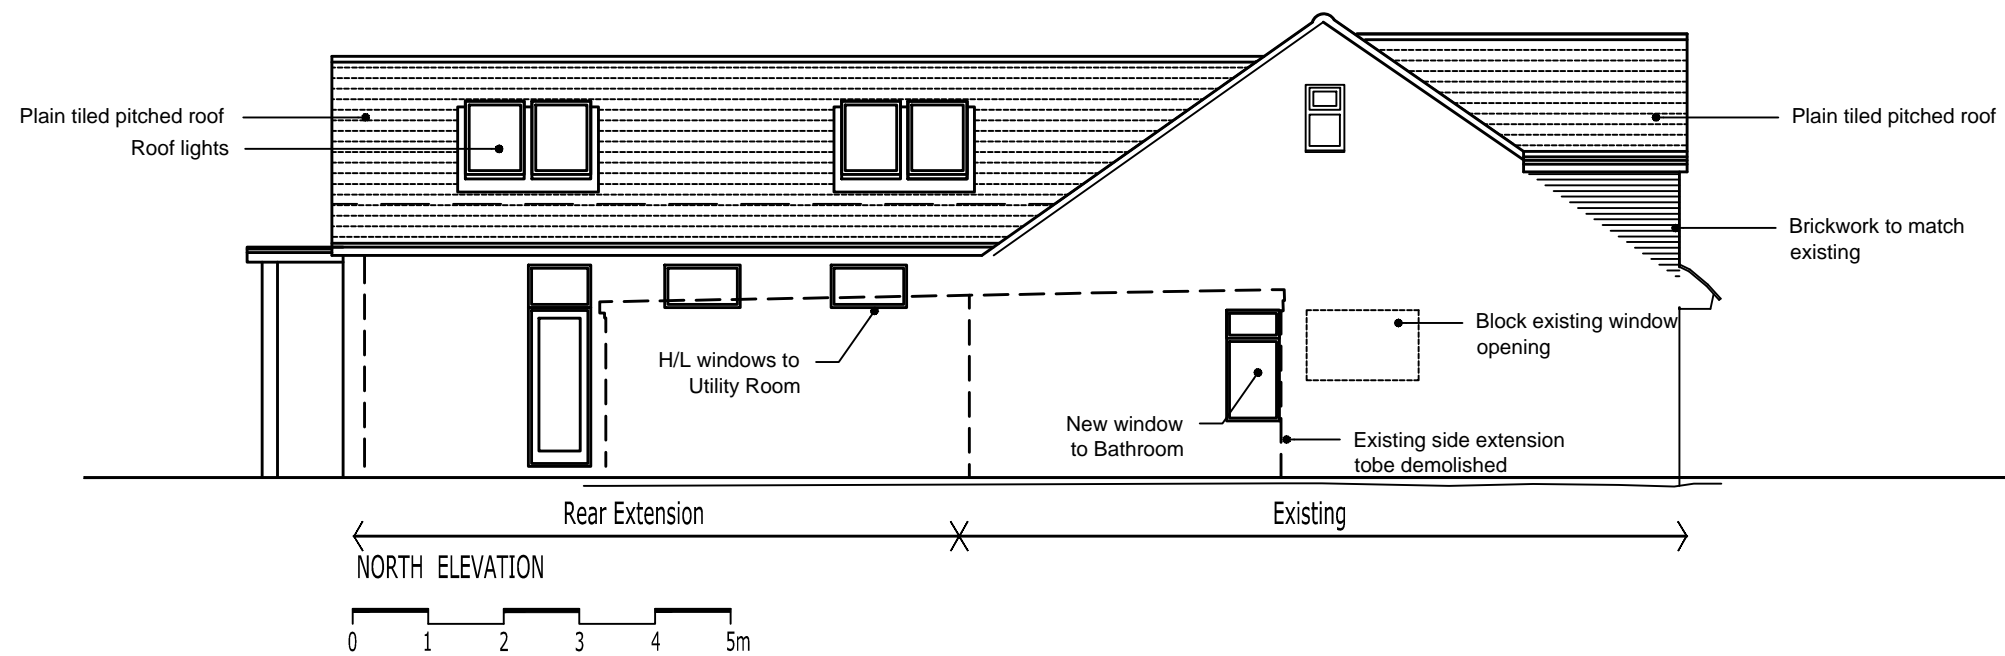 Plain tiled pitched roof
Roof lights
Plain tiled pitched roof
Brickwork to match
existing
Block existing window
opening
H/L windows to
Utility Room
New window
to Bathroom
Existing side extension
tobe demolished
Rear Extension
Existing
NORTH ELEVATION
0 1 2 3 4 5m